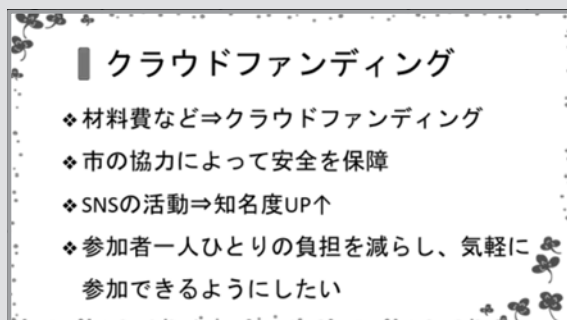 クラウドファンディング
❖材料費など⇒クラウドファンディング
❖市の協力によって安全を保障
❖SNSの活動⇒知名度UP↑
❖参加者一人ひとりの負担を減らし、気軽に
参加できるようにしたい